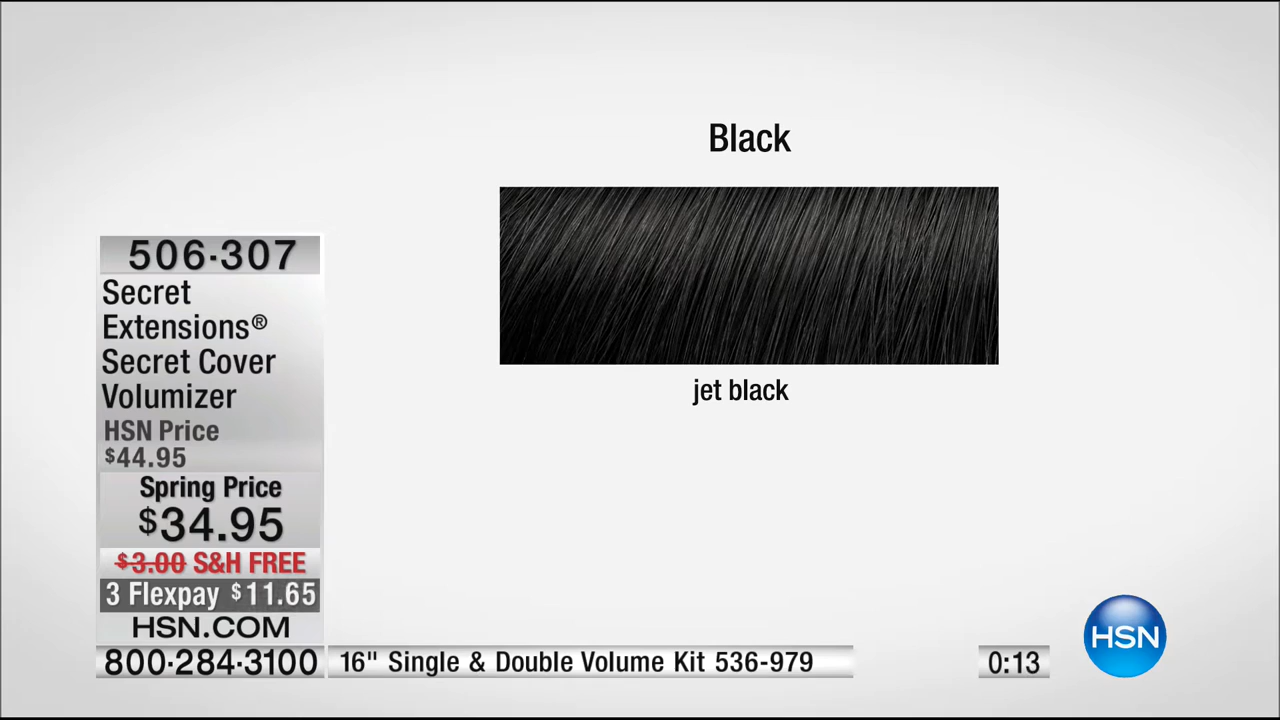 Black
jet black
506·307
Secret
Extensions®
Secret Cover
Volumizer
HSN Price
$44.95
Spring Price
$34.95
$3.00 S&H FREE
3 Flexpay $11.65
HSN.COM
800·284·3100
16" Single & Double Volume Kit 536-979
0:13
HSN